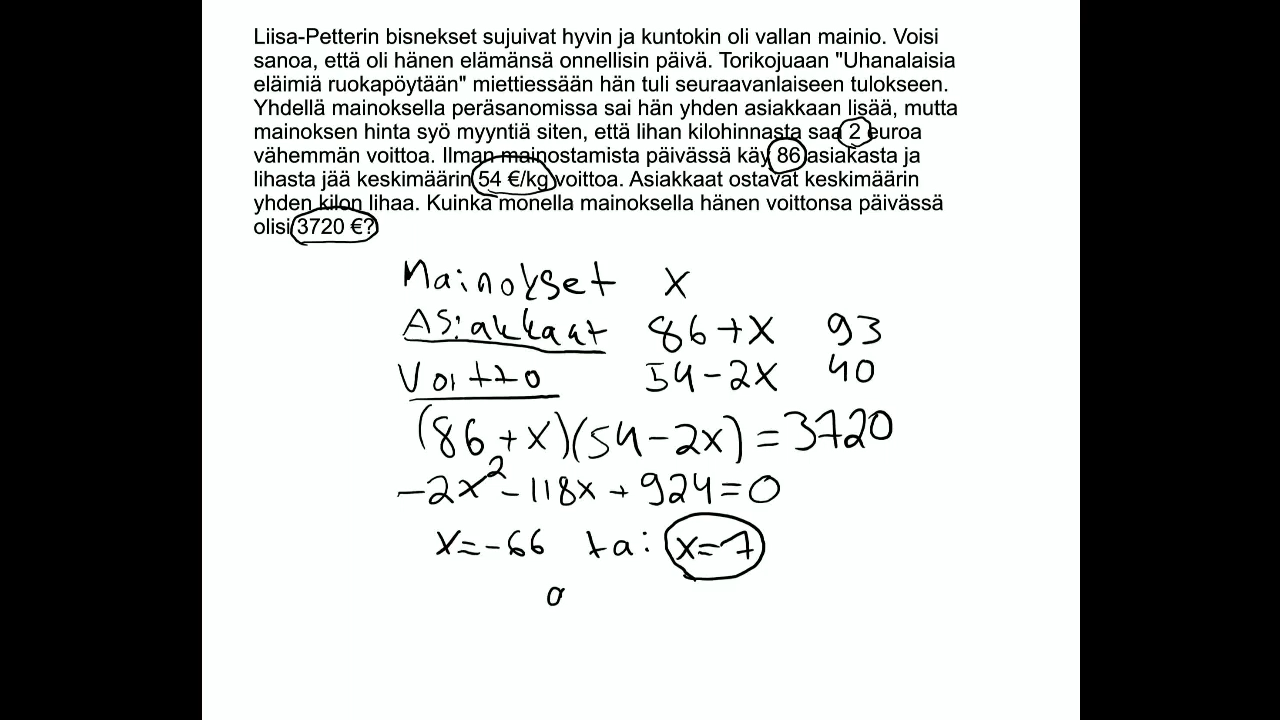 Liisa-Petterin bisnekset sujuivat hyvin ja kuntokin oli vallan mainio. Voisi
sanoa, että oli hänen elämänsä onnellisin päivä. Torikojuaan "Uhanalaisia
eläimiä ruokapöytään" miettiessään hän tuli seuraavanlaiseen tulokseen.
Yhdellä mainoksella peräsanomissa sai hän yhden asiakkaan lisää, mutta
mainoksen hinta syö myyntiä siten, että lihan kilohinnasta saa 2 euroa
vähemmän voittoa. Ilman mainostamista päivässä käy 86 asiakasta ja
lihasta jää keskimäärin 54 €/kg voittoa. Asiakkaat ostavat keskimäärin
yhden kilon lihaa. Kuinka monella mainoksella hänen voittonsa päivässä
olisi 3720 €?
Mainokset x
Asiakkaat 86+x 93
Voitto 54-2x 40
(86+x)(54-2x)=3720
-2x²-118x+924=0
x=-66 tai x=7